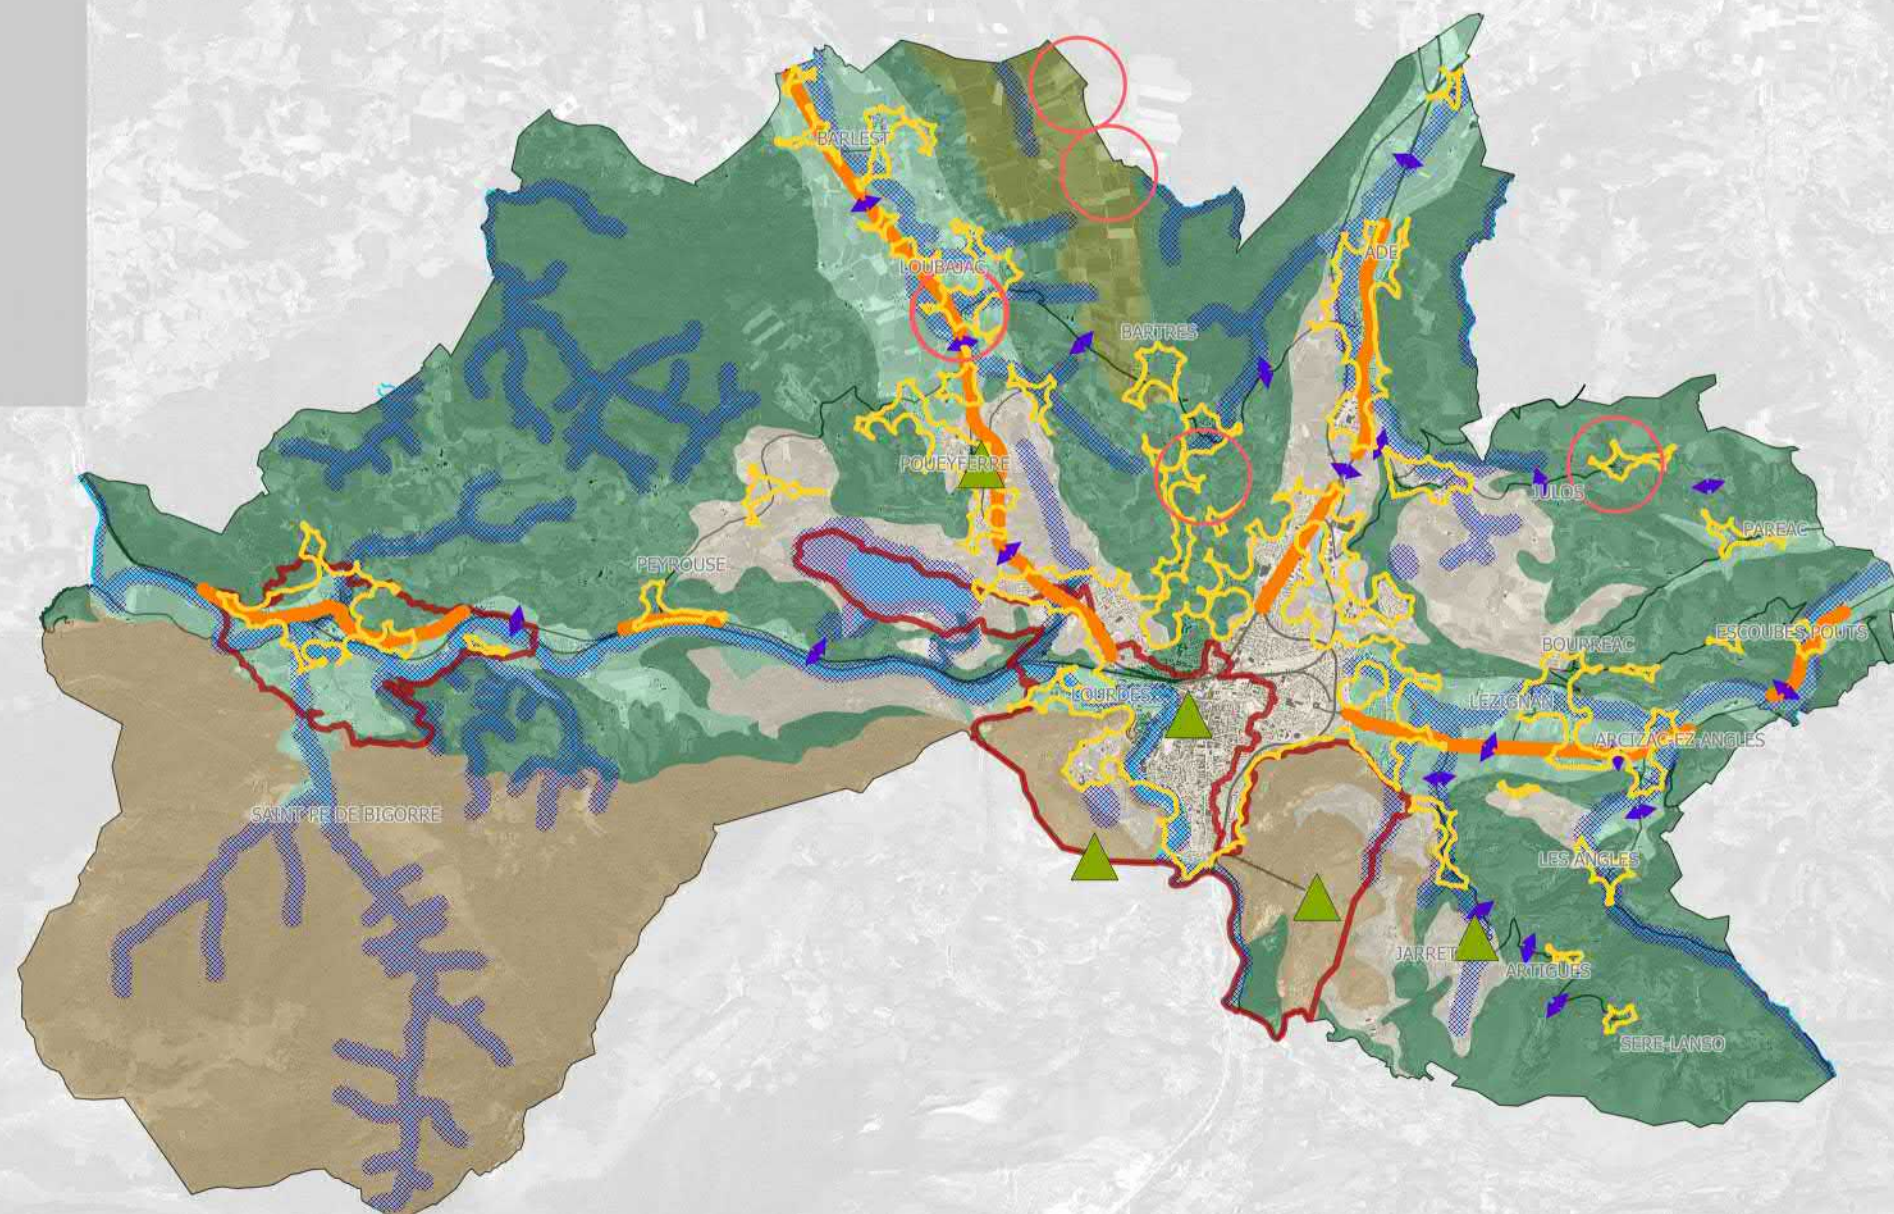 BARLEST
ADE
LOUBAJAC
BARTRES
POUEYFERRE
JULOS
PAREAC
PEYROUSE
ESCOUBES-POUTS
BOURREAC
LOURDES
LEZIGNAN
ARCIZAC-EZ-ANGLES
SAINT PE DE BIGORRE
LES ANGLES
JARRET
ARTIGUES
SERE-LANSO